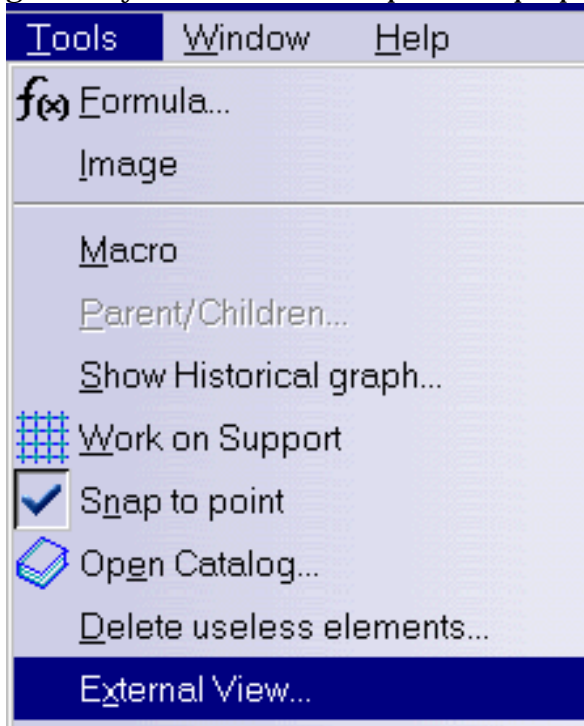 Tools Window Help
f(x) Formula...
Image
Macro
Parent/Children...
Show Historical graph...
Work on Support
Snap to point
Open Catalog...
Delete useless elements...
External View...